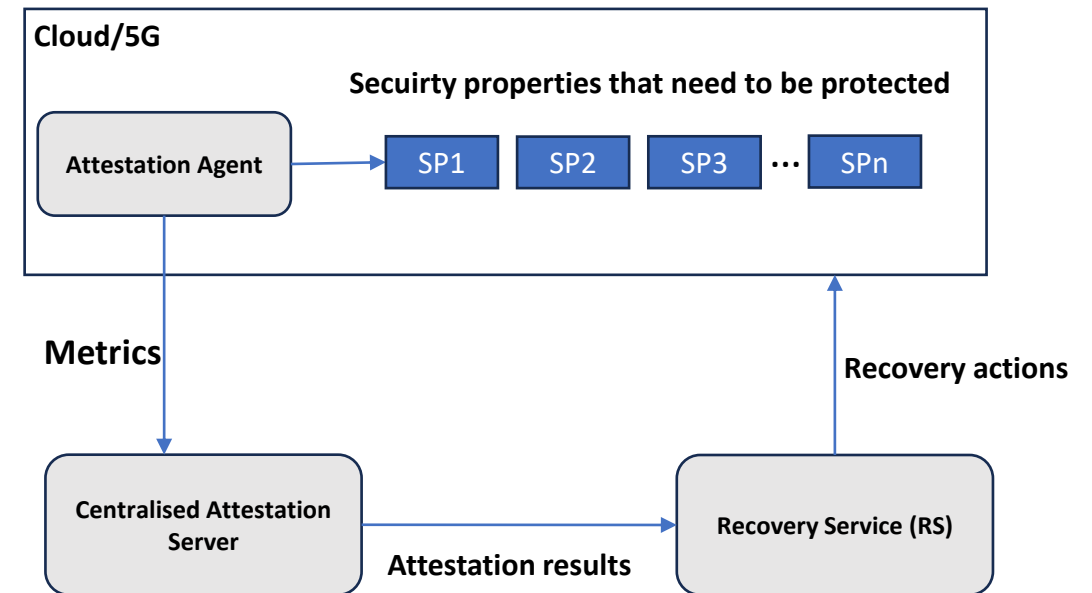 Cloud/5G
Secuirty properties that need to be protected
Attestation Agent
SP1
SP2
SP3
...
SPn
Metrics
Recovery actions
Centralised Attestation
Server
Recovery Service (RS)
Attestation results